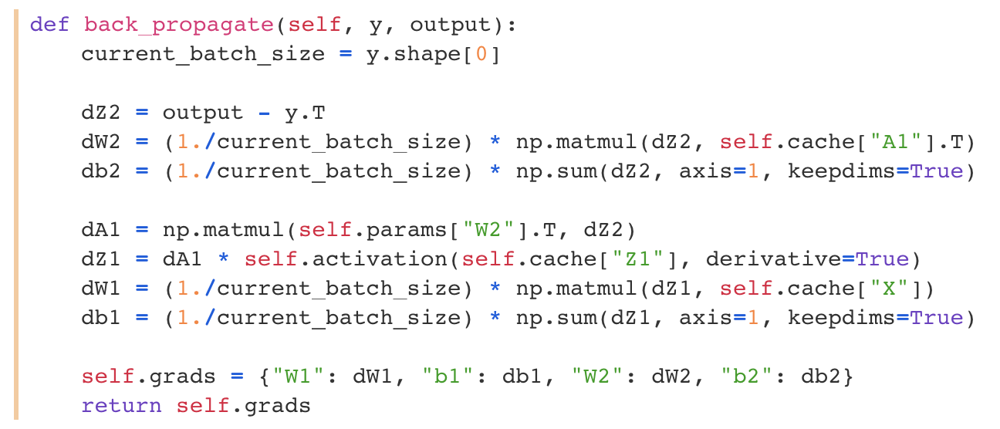 def back_propagate(self, y, output):
    current_batch_size = y.shape[0]

    dZ2 = output - y.T
    dW2 = (1./current_batch_size) * np.matmul(dZ2, self.cache["A1"].T)
    db2 = (1./current_batch_size) * np.sum(dZ2, axis=1, keepdims=True)

    dA1 = np.matmul(self.params["W2"].T, dZ2)
    dZ1 = dA1 * self.activation(self.cache["Z1"], derivative=True)
    dW1 = (1./current_batch_size) * np.matmul(dZ1, self.cache["X"])
    db1 = (1./current_batch_size) * np.sum(dZ1, axis=1, keepdims=True)

    self.grads = {"W1": dW1, "b1": db1, "W2": dW2, "b2": db2}
    return self.grads